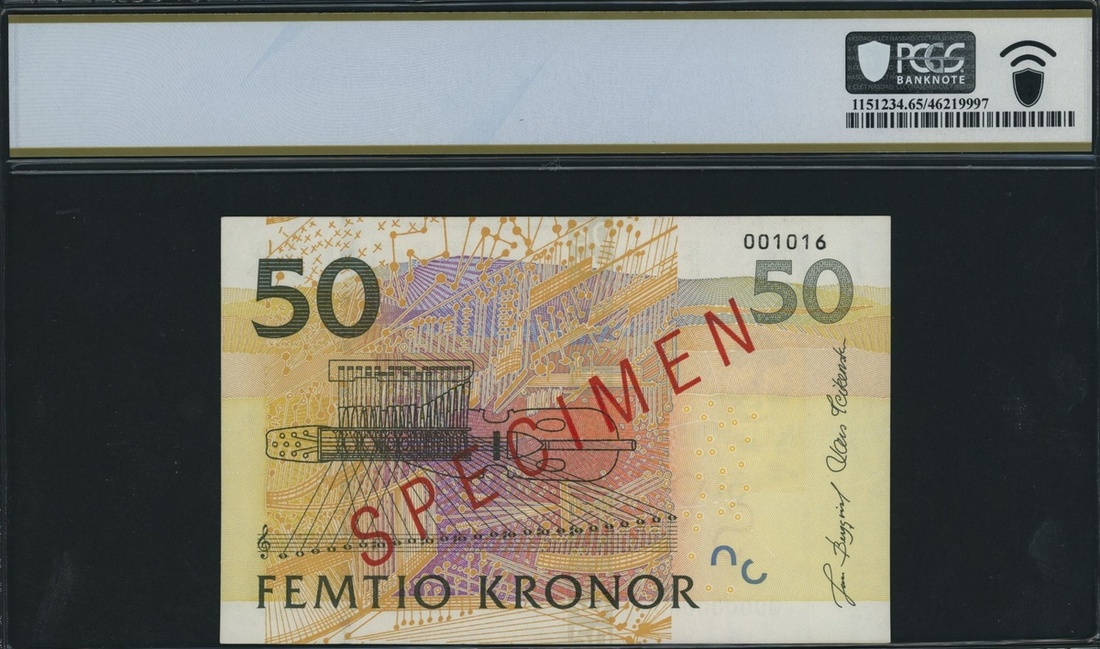 PCGS
BANKNOTE
1151234.65/46219997
001016
50
50
SPECIMEN
FEMTIO KRONOR